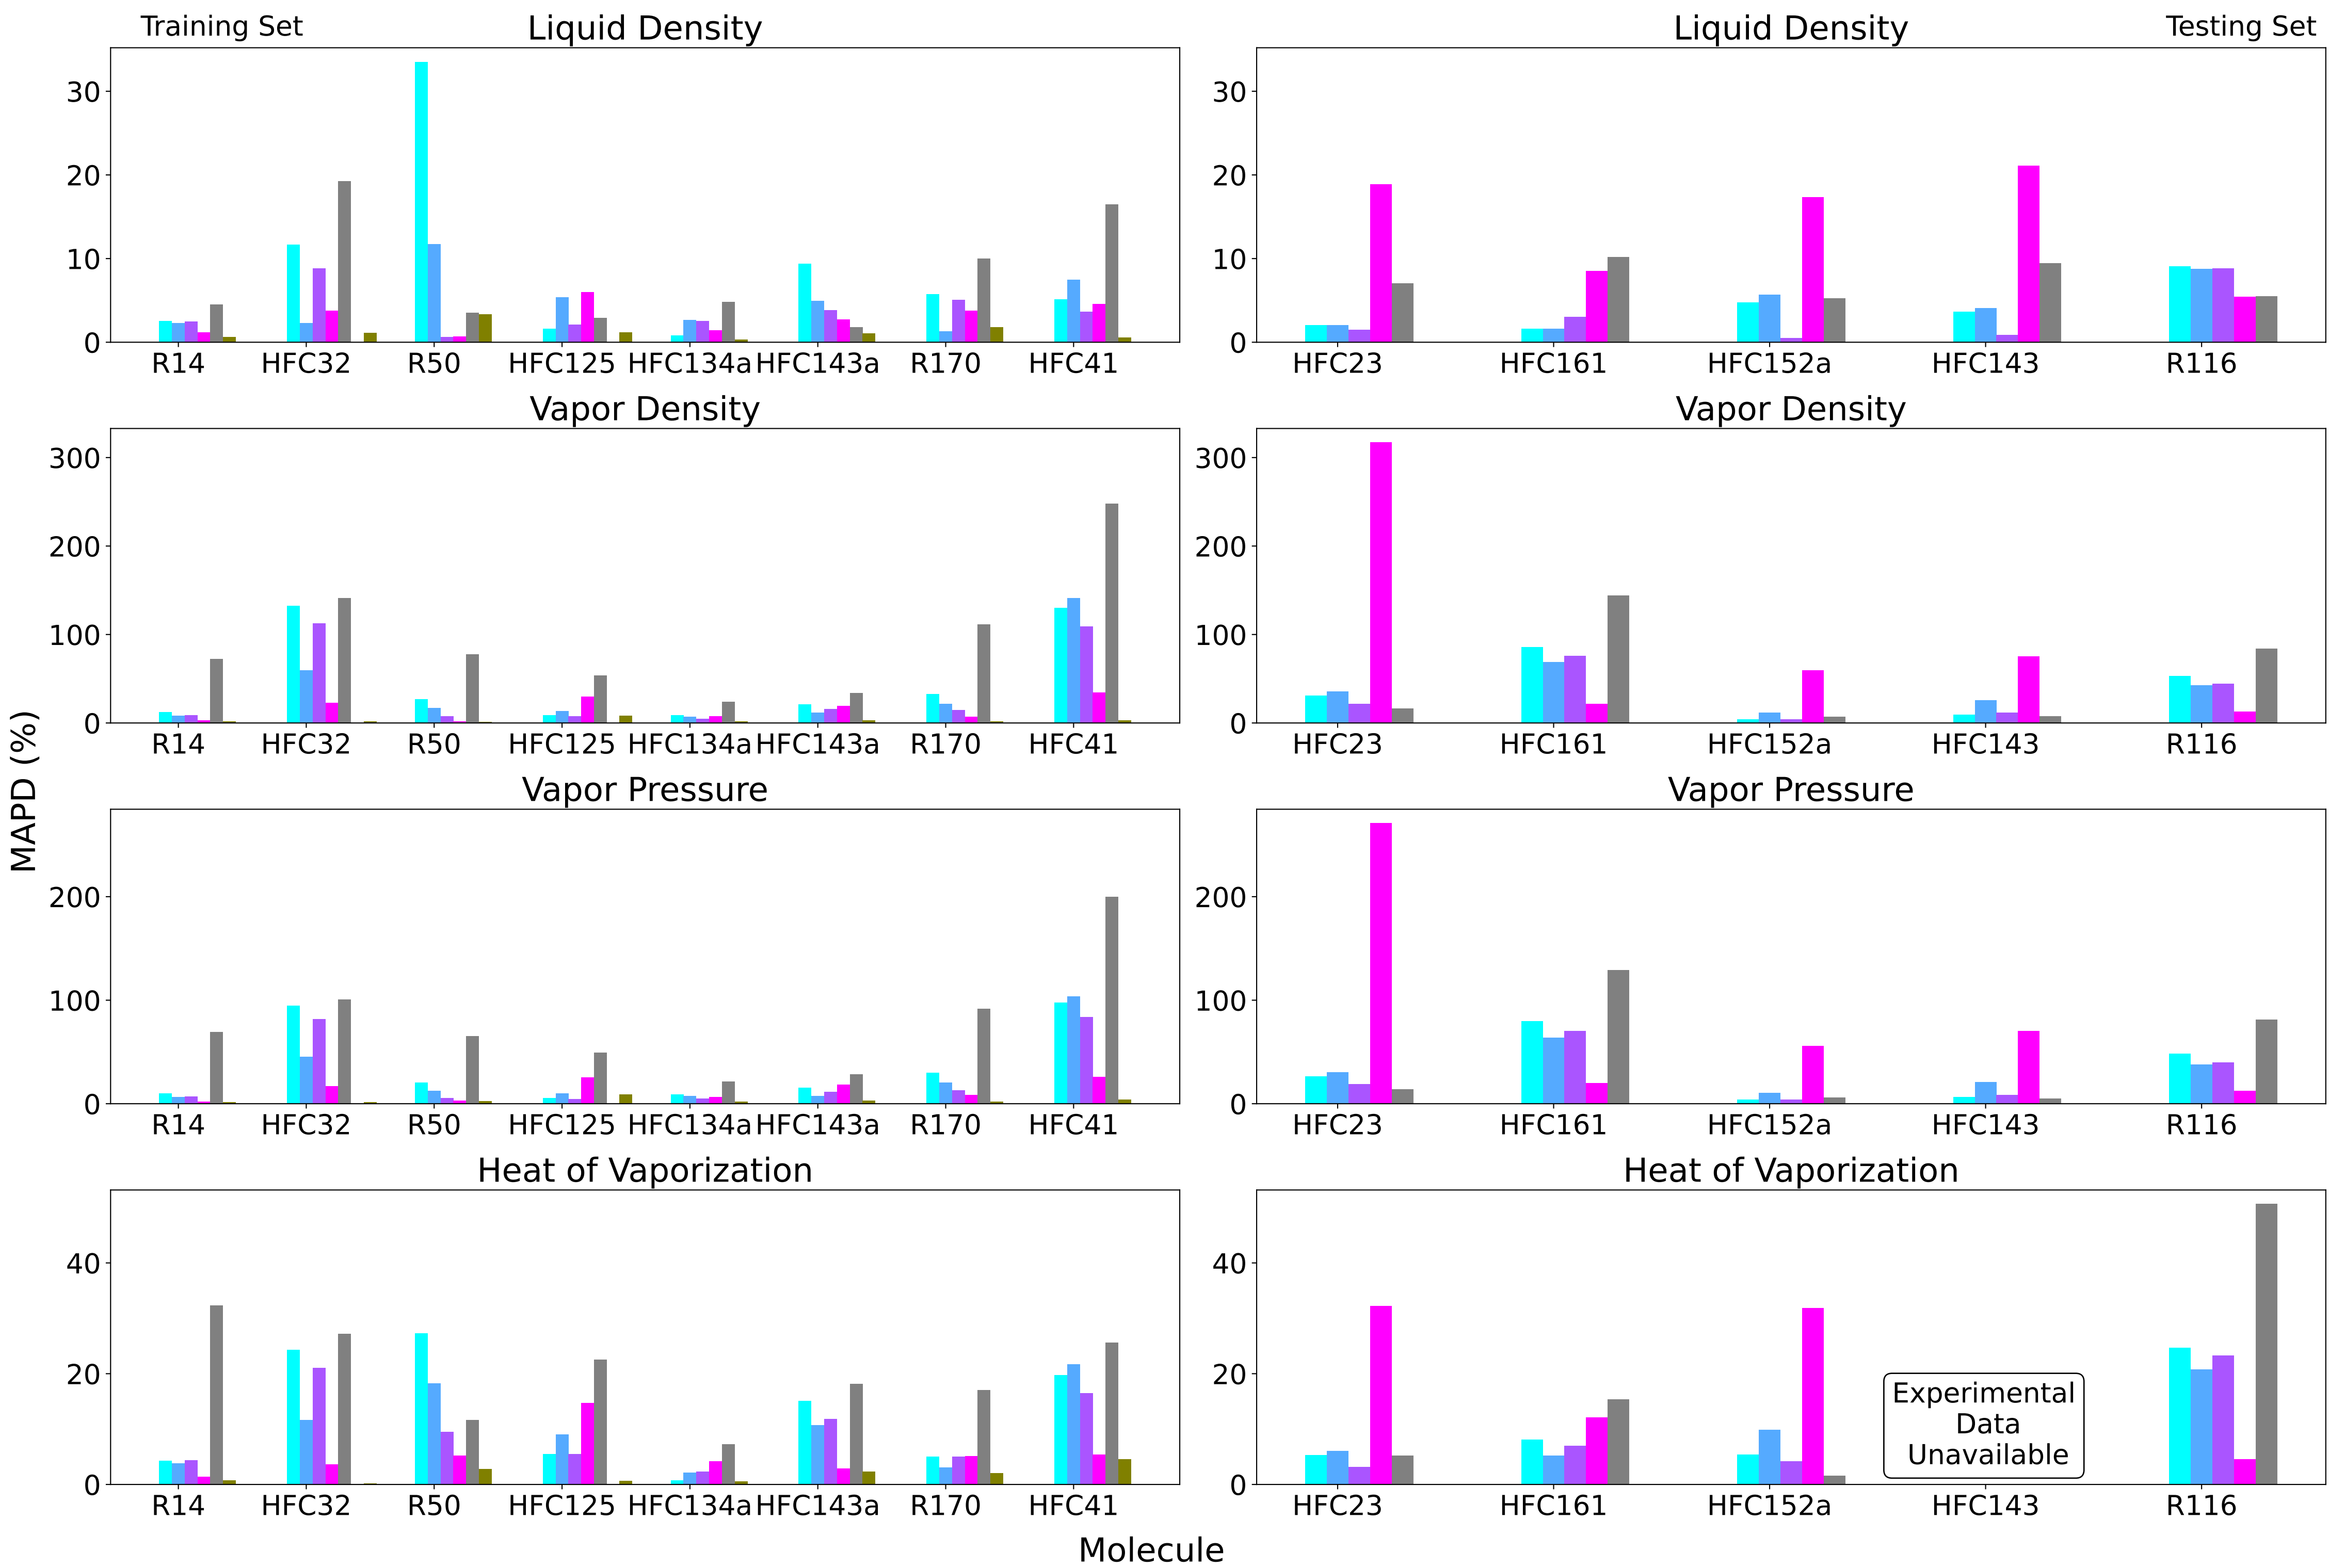 Training Set
Liquid Density
Liquid Density
Testing Set
30
20
10
0
R14 HFC32 R50 HFC125 HFC134a HFC143a R170 HFC41
30
20
10
0
HFC23 HFC161 HFC152a HFC143 R116
Vapor Density
300
200
100
0
R14 HFC32 R50 HFC125 HFC134a HFC143a R170 HFC41
Vapor Density
300
200
100
0
HFC23 HFC161 HFC152a HFC143 R116
MAPD (%)
Vapor Pressure
200
100
0
R14 HFC32 R50 HFC125 HFC134a HFC143a R170 HFC41
Vapor Pressure
200
100
0
HFC23 HFC161 HFC152a HFC143 R116
Heat of Vaporization
40
20
0
R14 HFC32 R50 HFC125 HFC134a HFC143a R170 HFC41
Heat of Vaporization
40
20
0
Experimental
Data
Unavailable
HFC23 HFC161 HFC152a HFC143 R116
Molecule